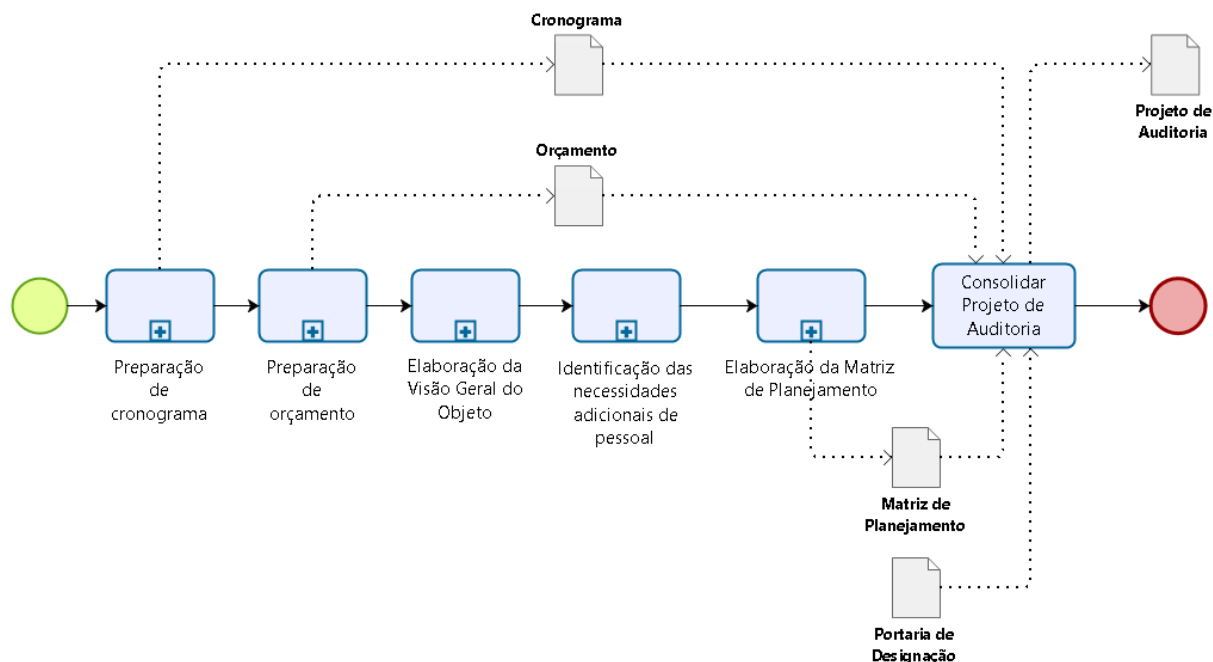 Cronograma
Projeto de
Auditoria
Orçamento
Consolidar
Projeto de
Auditoria
Preparação
de
cronograma
Preparação
de
orçamento
Elaboração da
Visão Geral do
Objeto
Identificação das
necessidades
adicionais de
pessoal
Elaboração da Matriz
de Planejamento
Matriz de
Planejamento
Portaria de
Designação